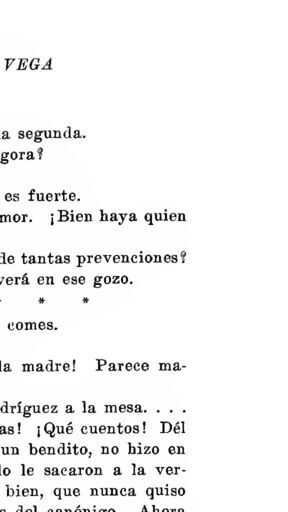 VEGA
a segunda.
gora?
es fuerte.
mor. ¡Bien haya quien
de tantas prevenciones?
verá en ese gozo.
* *
comes.
la madre! Parece ma-
dríguez a la mesa. . . .
as! ¡Qué cuentos! Dél
un bendito, no hizo en
lo le sacaron a la ver-
bien, que nunca quiso
del canónigo. Ahora